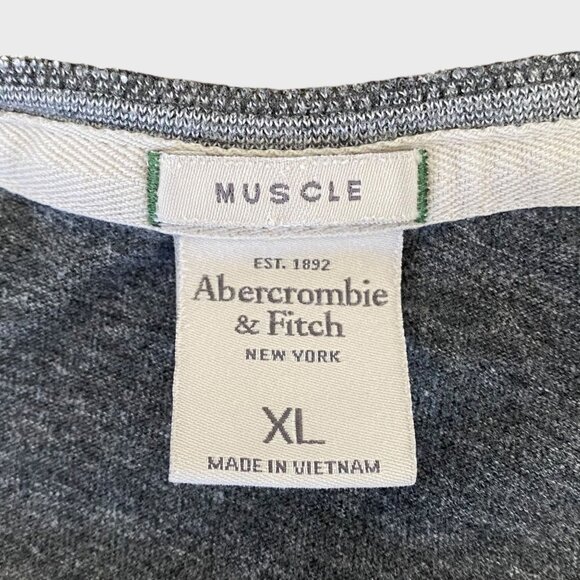 MUSCLE
EST. 1892
Abercrombie
& Fitch
NEW YORK
XL
MADE IN VIETNAM